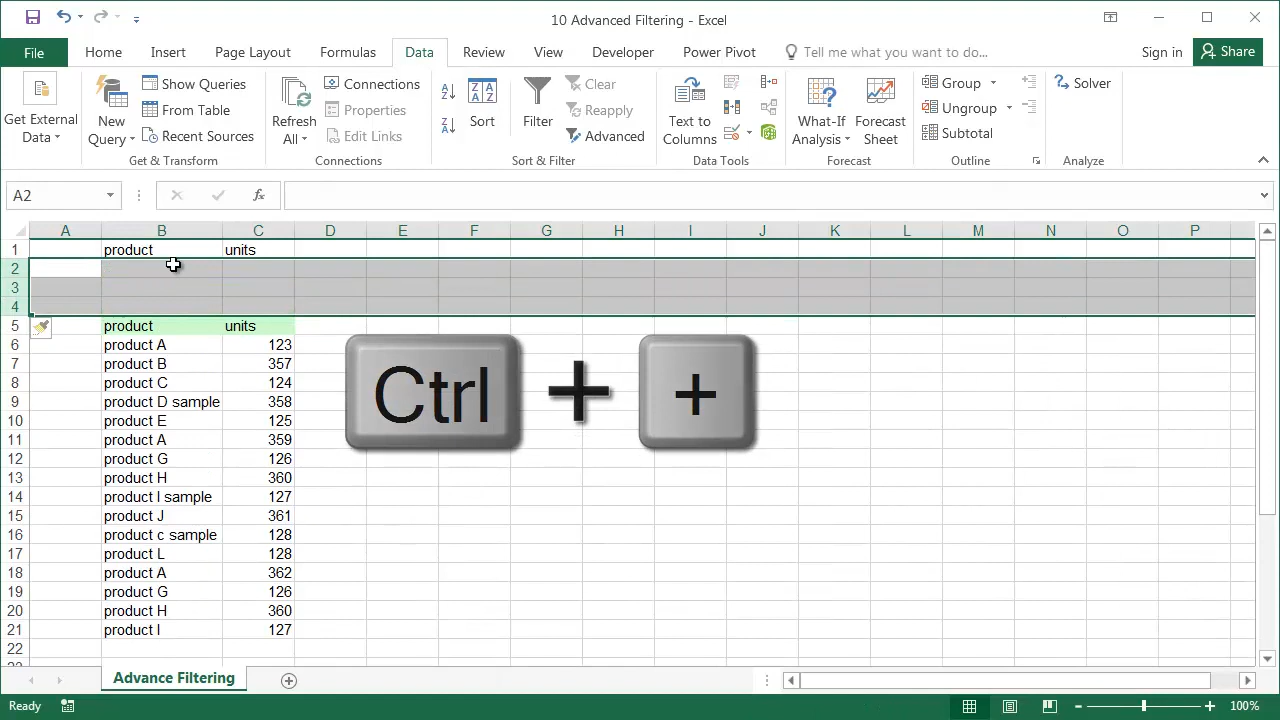 10 Advanced Filtering - Excel
File Home Insert Page Layout Formulas Data Review View Developer Power Pivot Tell me what you want to do... Sign in Share
Get External Data
New Query
Show Queries
From Table
Recent Sources
Get & Transform
Refresh All
Connections
Properties
Edit Links
Connections
Sort
Filter
Clear
Reapply
Advanced
Sort & Filter
Text to Columns
Data Tools
What-If Analysis
Forecast Sheet
Forecast
Group
Ungroup
Subtotal
Outline
Solver
Analyze
A2 fx
A B C D E F G H I J K L M N O P
1 product units
2
3
4
5 product units
6 product A 123
7 product B 357
8 product C 124
9 product D sample 358
10 product E 125
11 product A 359
12 product G 126
13 product H 360
14 product I sample 127
15 product J 361
16 product c sample 128
17 product L 128
18 product A 362
19 product G 126
20 product H 360
21 product I 127
22
Ctrl + +
Advance Filtering
Ready 100%